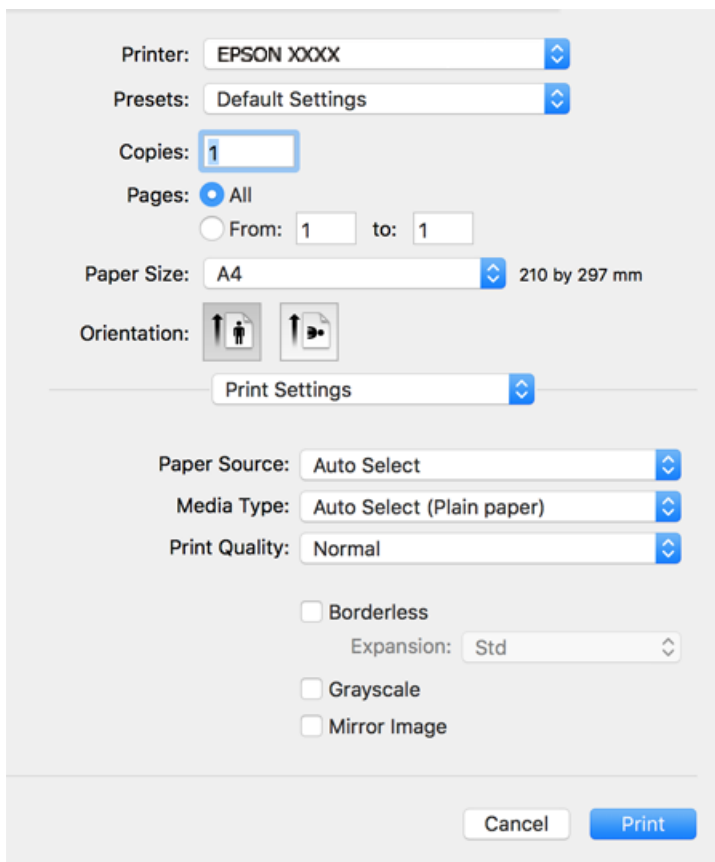 Printer: EPSON XXXX
Presets: Default Settings
Copies: 1
Pages: All
From: 1 to: 1
Paper Size: A4 210 by 297 mm
Orientation:
Print Settings
Paper Source: Auto Select
Media Type: Auto Select (Plain paper)
Print Quality: Normal
Borderless
Expansion: Std
Grayscale
Mirror Image
Cancel Print